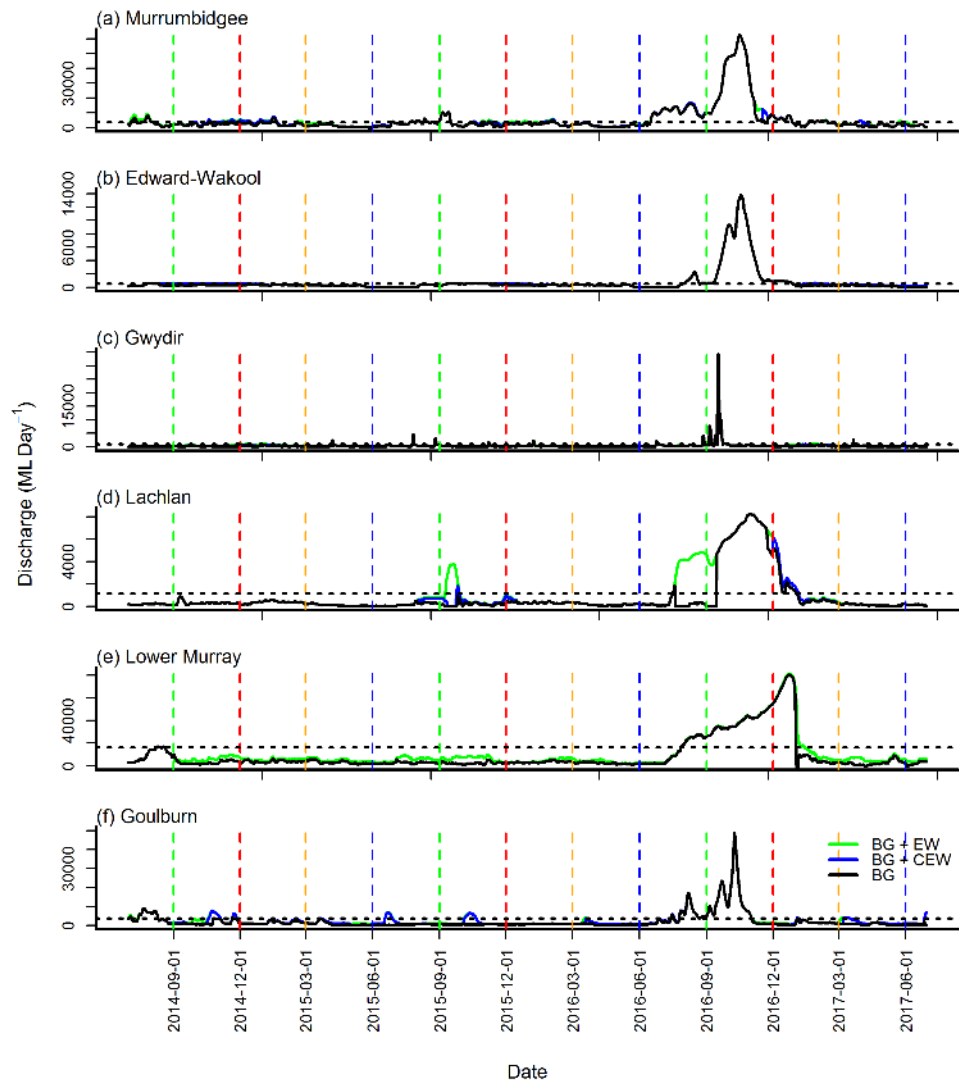 (a) Murrumbidgee
30000
0
(b) Edward-Wakool
14000
6000
0
(c) Gwydir
15000
0
Discharge (ML Day⁻¹)
(d) Lachlan
4000
0
(e) Lower Murray
40000
0
(f) Goulburn
30000
0
BG + EW
BG + CEW
BG
2014-09-01
2014-12-01
2015-03-01
2015-06-01
2015-09-01
2015-12-01
2016-03-01
2016-06-01
2016-09-01
2016-12-01
2017-03-01
2017-06-01
Date